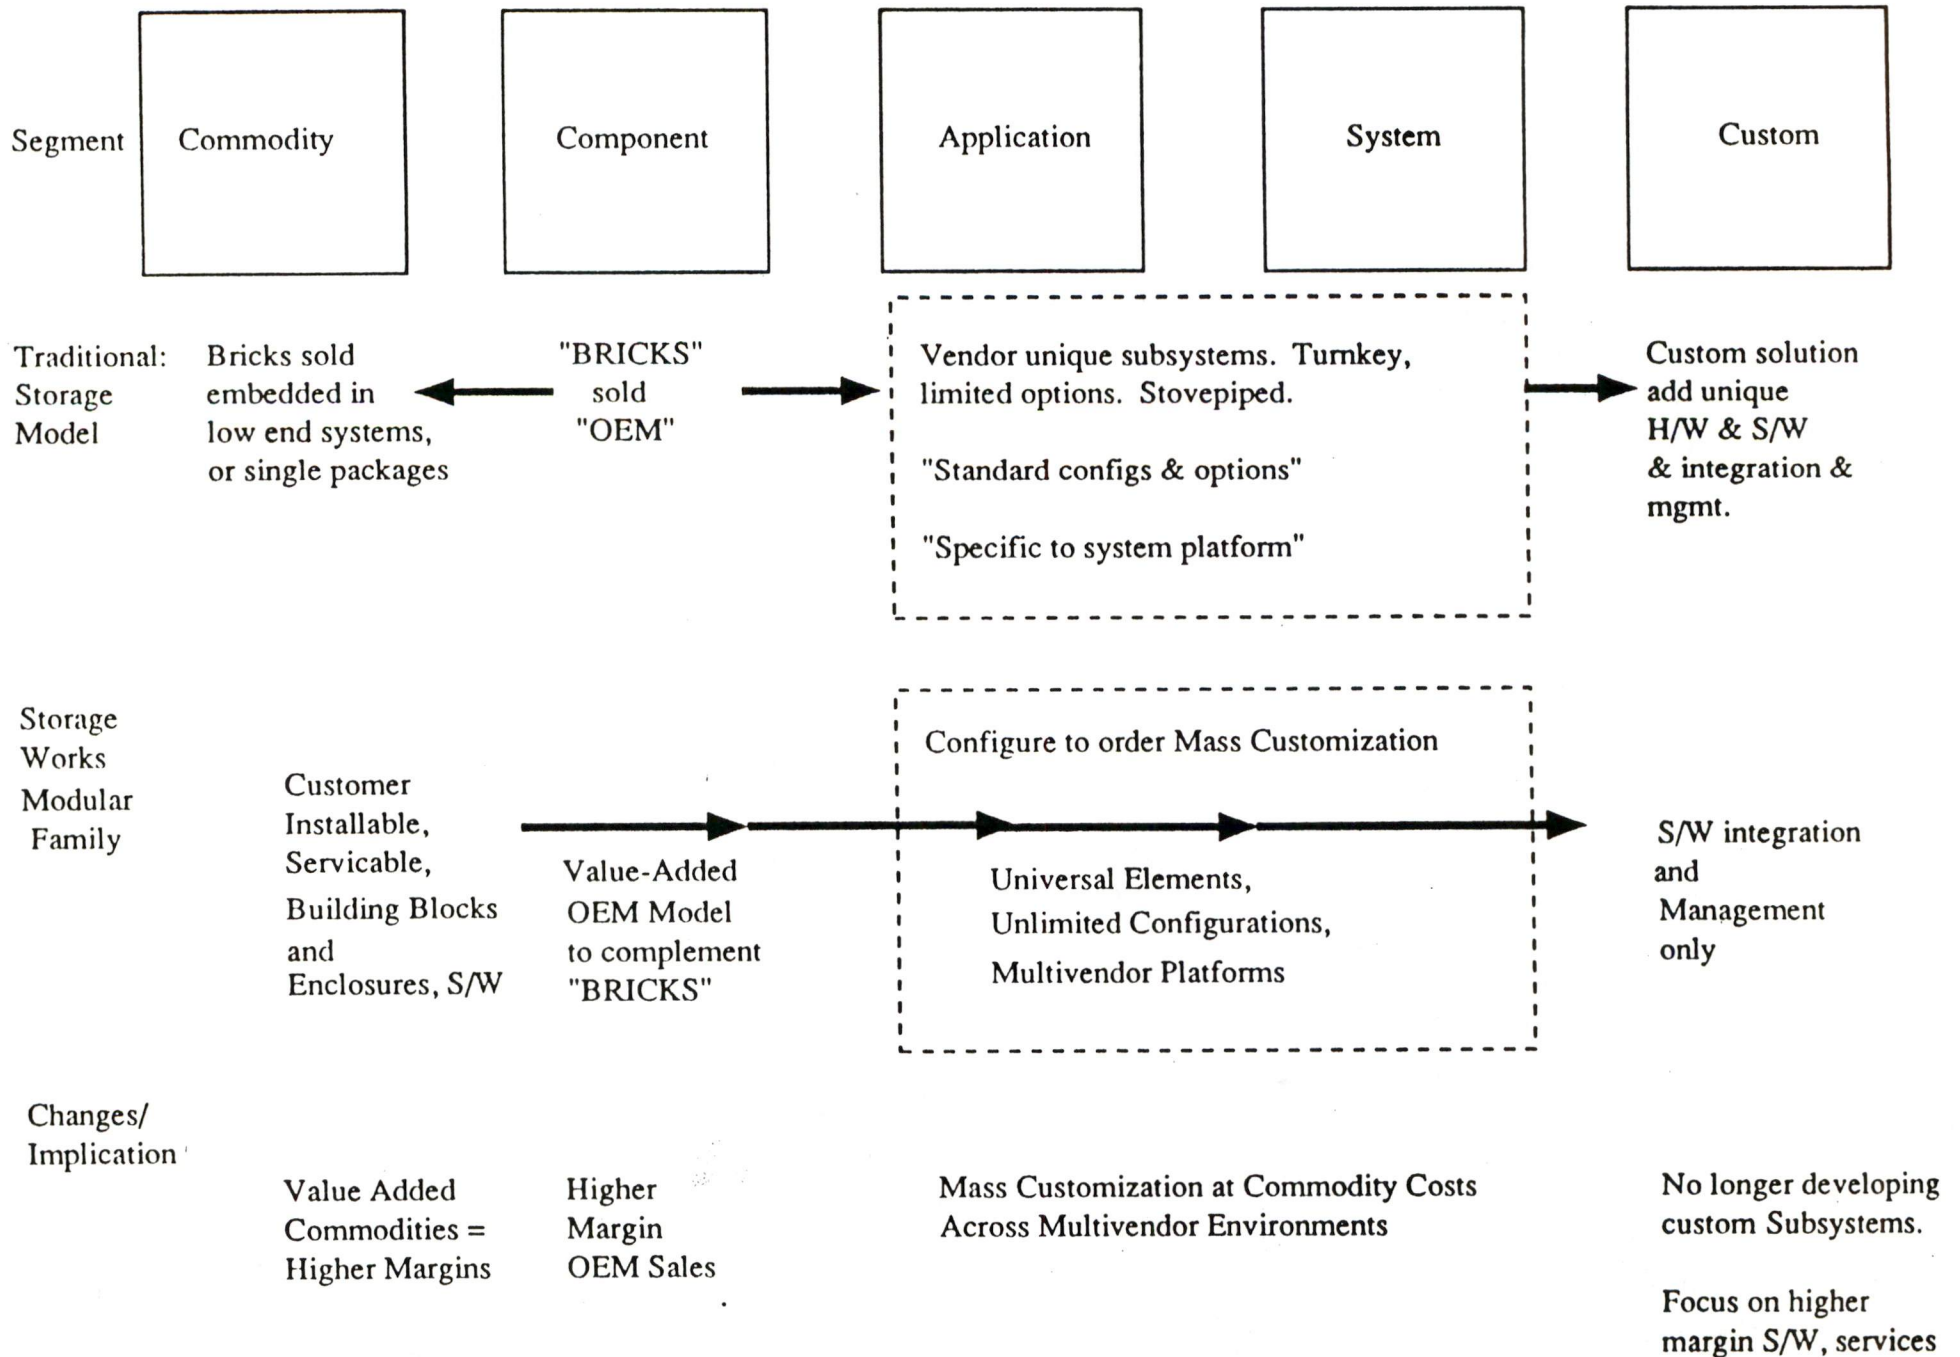 Segment
Commodity
Component
Application
System
Custom
Traditional:
Storage
Model
Bricks sold
embedded in
low end systems,
or single packages
"BRICKS"
sold
"OEM"
Vendor unique subsystems.  Turnkey,
limited options.  Stovepiped.
"Standard configs & options"
"Specific to system platform"
Custom solution
add unique
H/W & S/W
& integration &
mgmt.
Storage
Works
Modular
Family
Customer
Installable,
Servicable,
Building Blocks
and
Enclosures, S/W
Value-Added
OEM Model
to complement
"BRICKS"
Configure to order Mass Customization
Universal Elements,
Unlimited Configurations,
Multivendor Platforms
S/W integration
and
Management
only
Changes/
Implication
Value Added
Commodities =
Higher Margins
Higher
Margin
OEM Sales
Mass Customization at Commodity Costs
Across Multivendor Environments
No longer developing
custom Subsystems.
Focus on higher
margin S/W, services